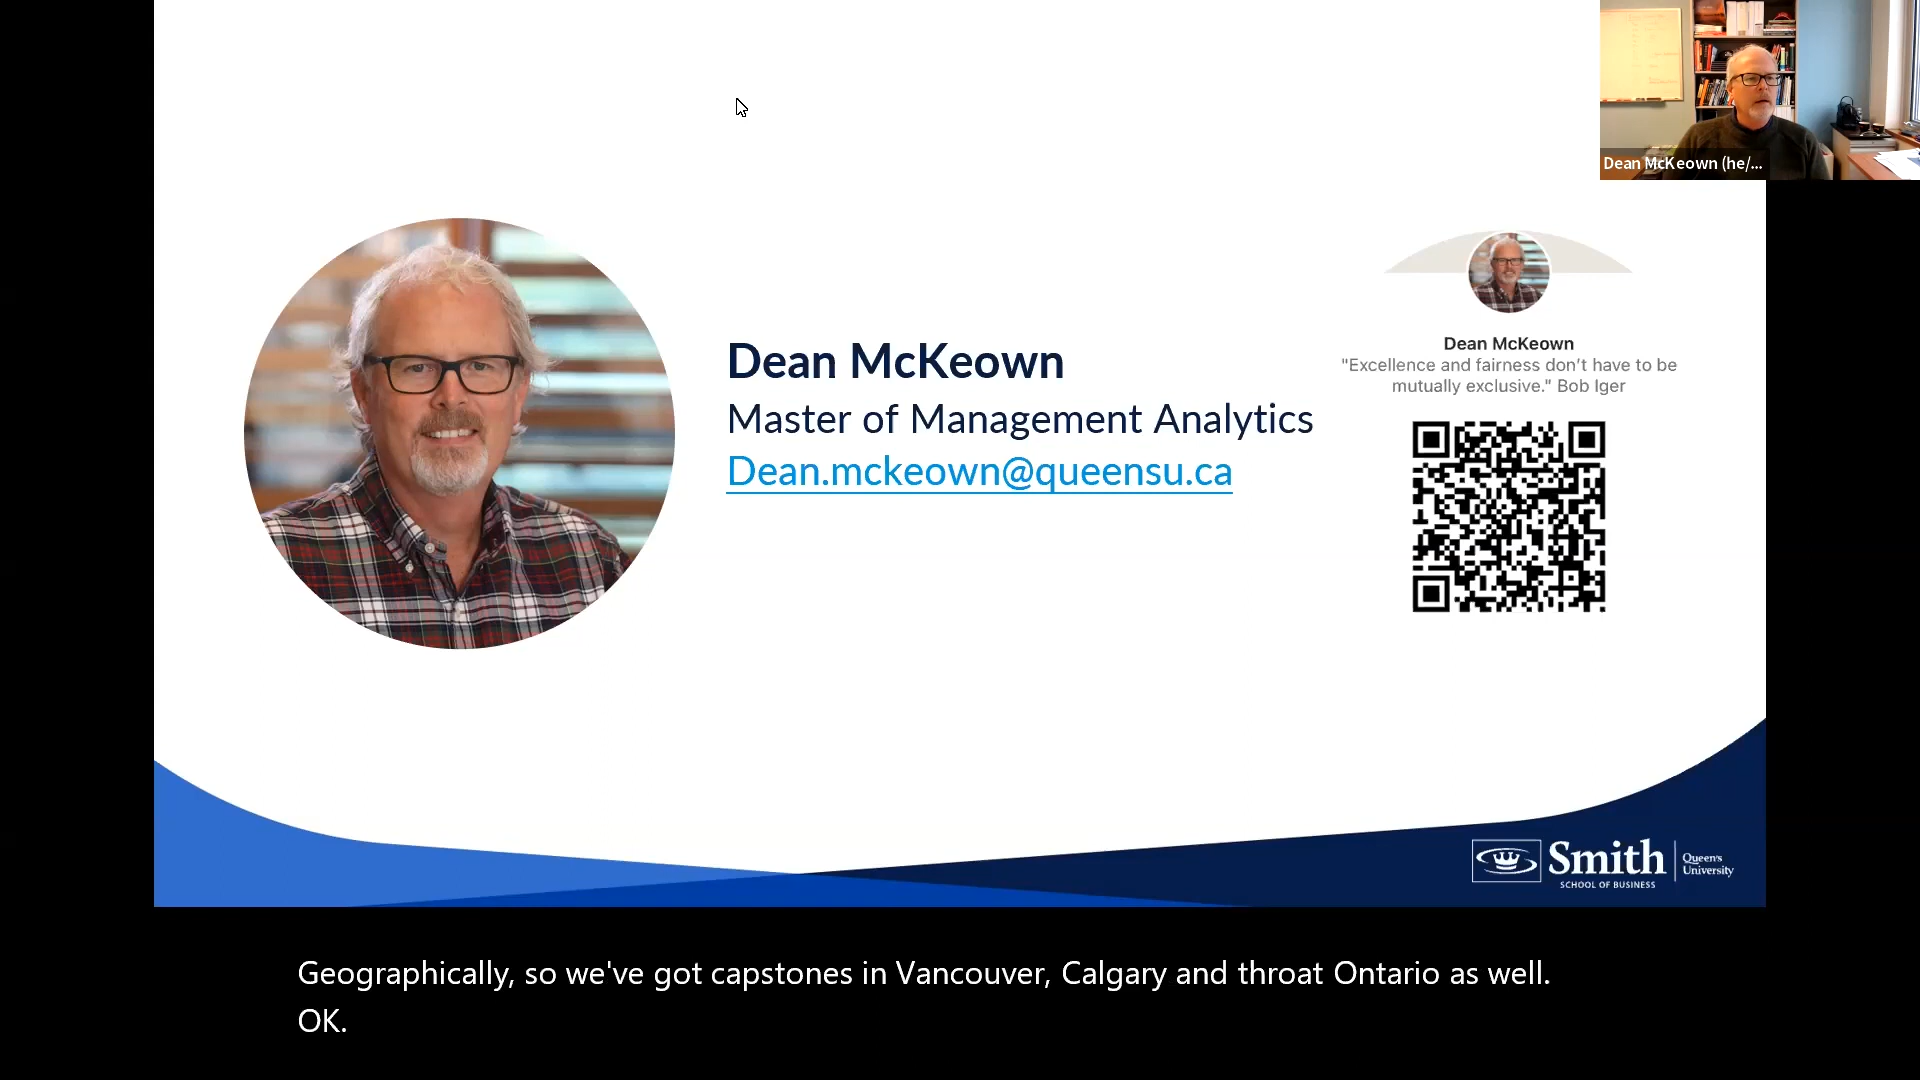 Dean McKeown (he/...
Dean McKeown
"Excellence and fairness don't have to be
mutually exclusive." Bob Iger
Dean McKeown
Master of Management Analytics
Dean.mckeown@queensu.ca
Smith
SCHOOL OF BUSINESS
Queen's
University
Geographically, so we've got capstones in Vancouver, Calgary and throat Ontario as well.
OK.